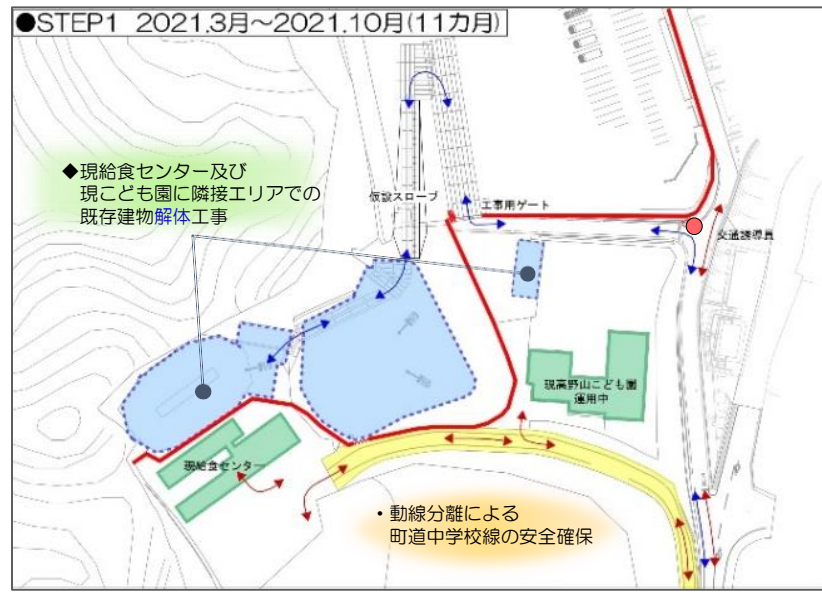 ●STEP1 2021.3月～2021.10月(11カ月)
◆現給食センター及び
現こども園に隣接エリアでの
既存建物解体工事
仮設スロープ
工事用ゲート
交通誘導員
現高野山こども園
運用中
現給食センター
・動線分離による
町道中学校線の安全確保